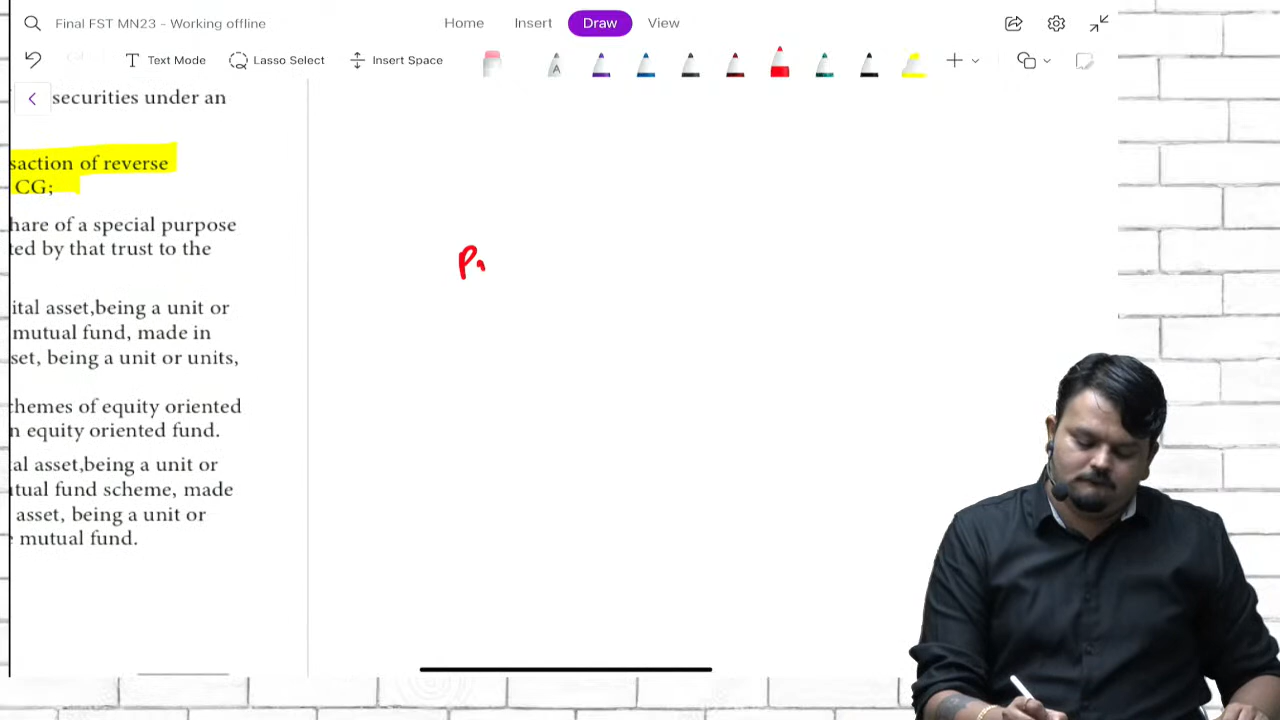 Final FST MN23 - Working offline
Home Insert Draw View
Text Mode Lasso Select Insert Space A
securities under an
saction of reverse
CG;
hare of a special purpose
ted by that trust to the
ital asset,being a unit or
mutual fund, made in
set, being a unit or units,
chemes of equity oriented
n equity oriented fund.
al asset,being a unit or
utual fund scheme, made
asset, being a unit or
mutual fund.